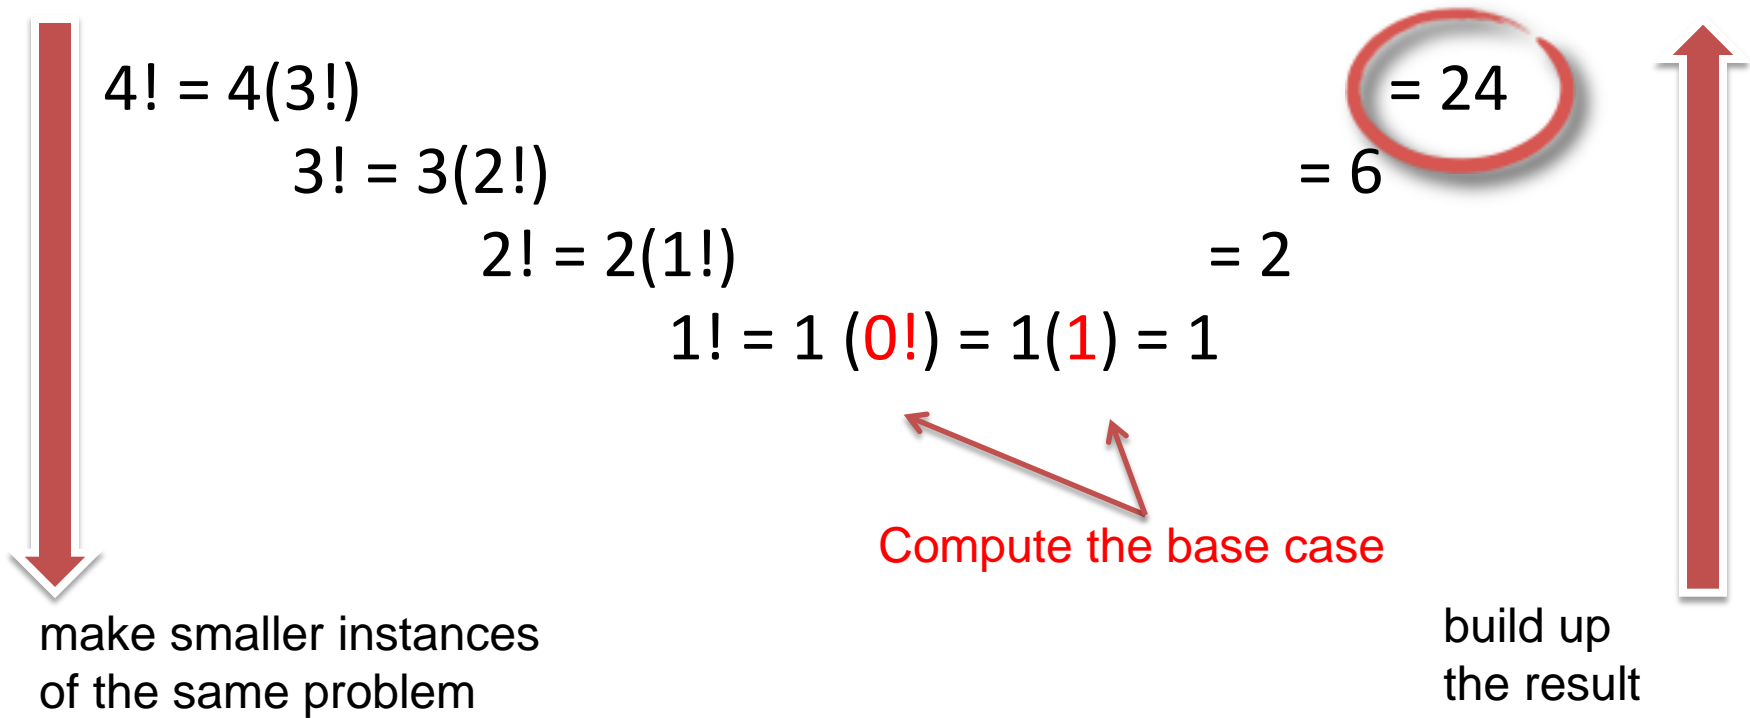 4! = 4(3!) = 24
3! = 3(2!) = 6
2! = 2(1!) = 2
1! = 1 (0!) = 1(1) = 1
Compute the base case
make smaller instances
of the same problem
build up
the result